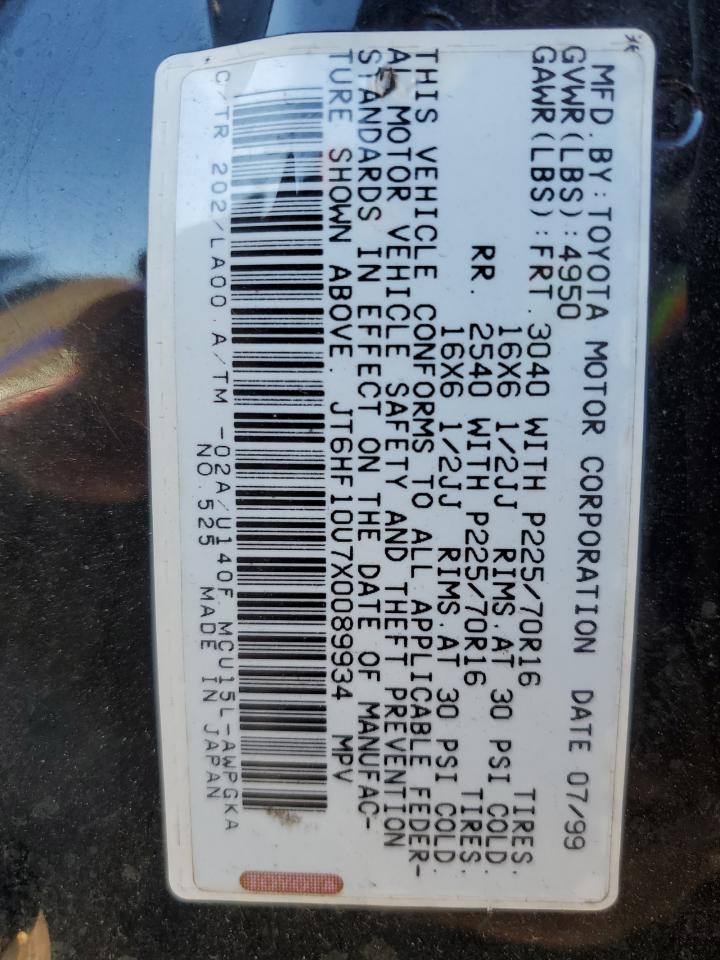 MFD. BY: TOYOTA MOTOR CORPORATION DATE 07/99
GVWR(LBS): 4950
GAWR(LBS): FRT. 3040 WITH P225/70R16 TIRES.
16X6 1/2JJ RIMS. AT 30 PSI COLD.
RR. 2540 WITH P225/70R16 TIRES.
16X6 1/2JJ RIMS. AT 30 PSI COLD.
THIS VEHICLE CONFORMS TO ALL APPLICABLE FEDER-
AL MOTOR VEHICLE SAFETY AND THEFT PREVENTION
STANDARDS IN EFFECT ON THE DATE OF MANUFAC-
TURE SHOWN ABOVE. JT6HF10U7X0089934 MPV
C/TR 202/LA00. A/TM -02A/U140F. MCU15L-AWPGKA
NO. 525 MADE IN JAPAN